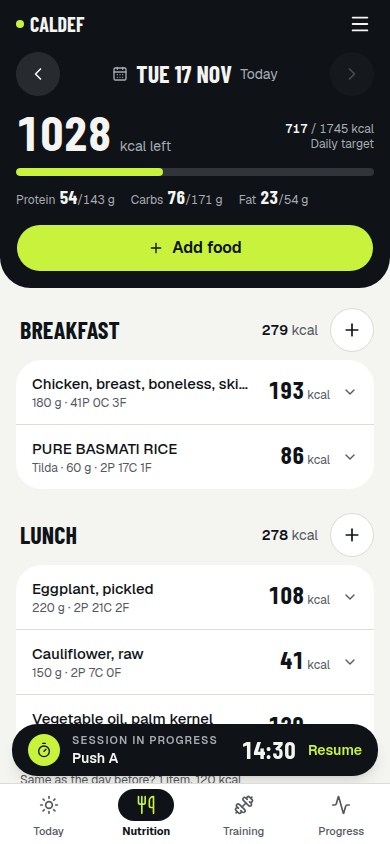 CALDEF
TUE 17 NOV Today
1028 kcal left
717 / 1745 kcal
Daily target
Protein 54/143 g Carbs 76/171 g Fat 23/54 g
+ Add food
BREAKFAST 279 kcal
Chicken, breast, boneless, ski... 193 kcal
180 g · 41P 0C 3F
PURE BASMATI RICE 86 kcal
Tilda · 60 g · 2P 17C 1F
LUNCH 278 kcal
Eggplant, pickled 108 kcal
220 g · 2P 21C 2F
Cauliflower, raw 41 kcal
150 g · 2P 7C 0F
Vegetable oil, palm kernel
SESSION IN PROGRESS
Push A 14:30 Resume
Same as the day before? 1 item, 120 kcal
Today Nutrition Training Progress